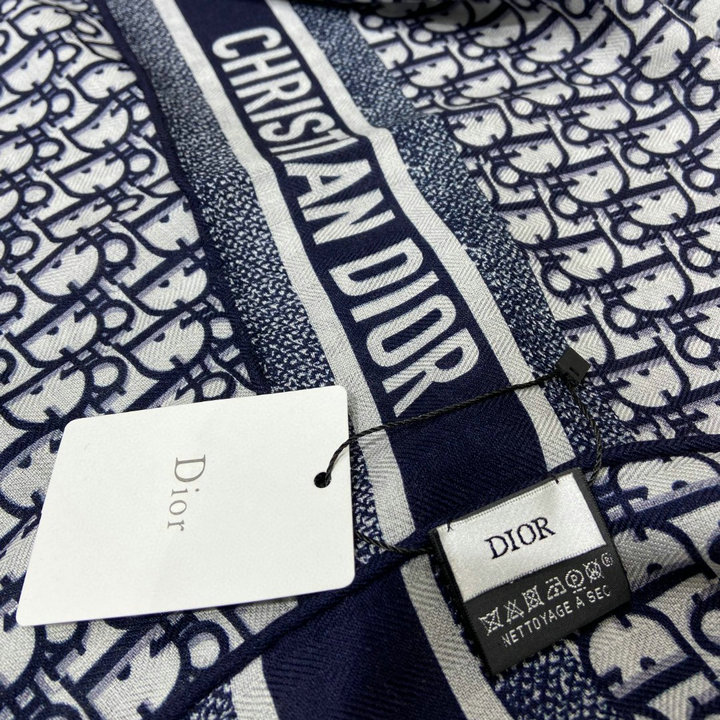 CHRISTIAN DIOR
Dior
DIOR
NETTOYAGE À SEC